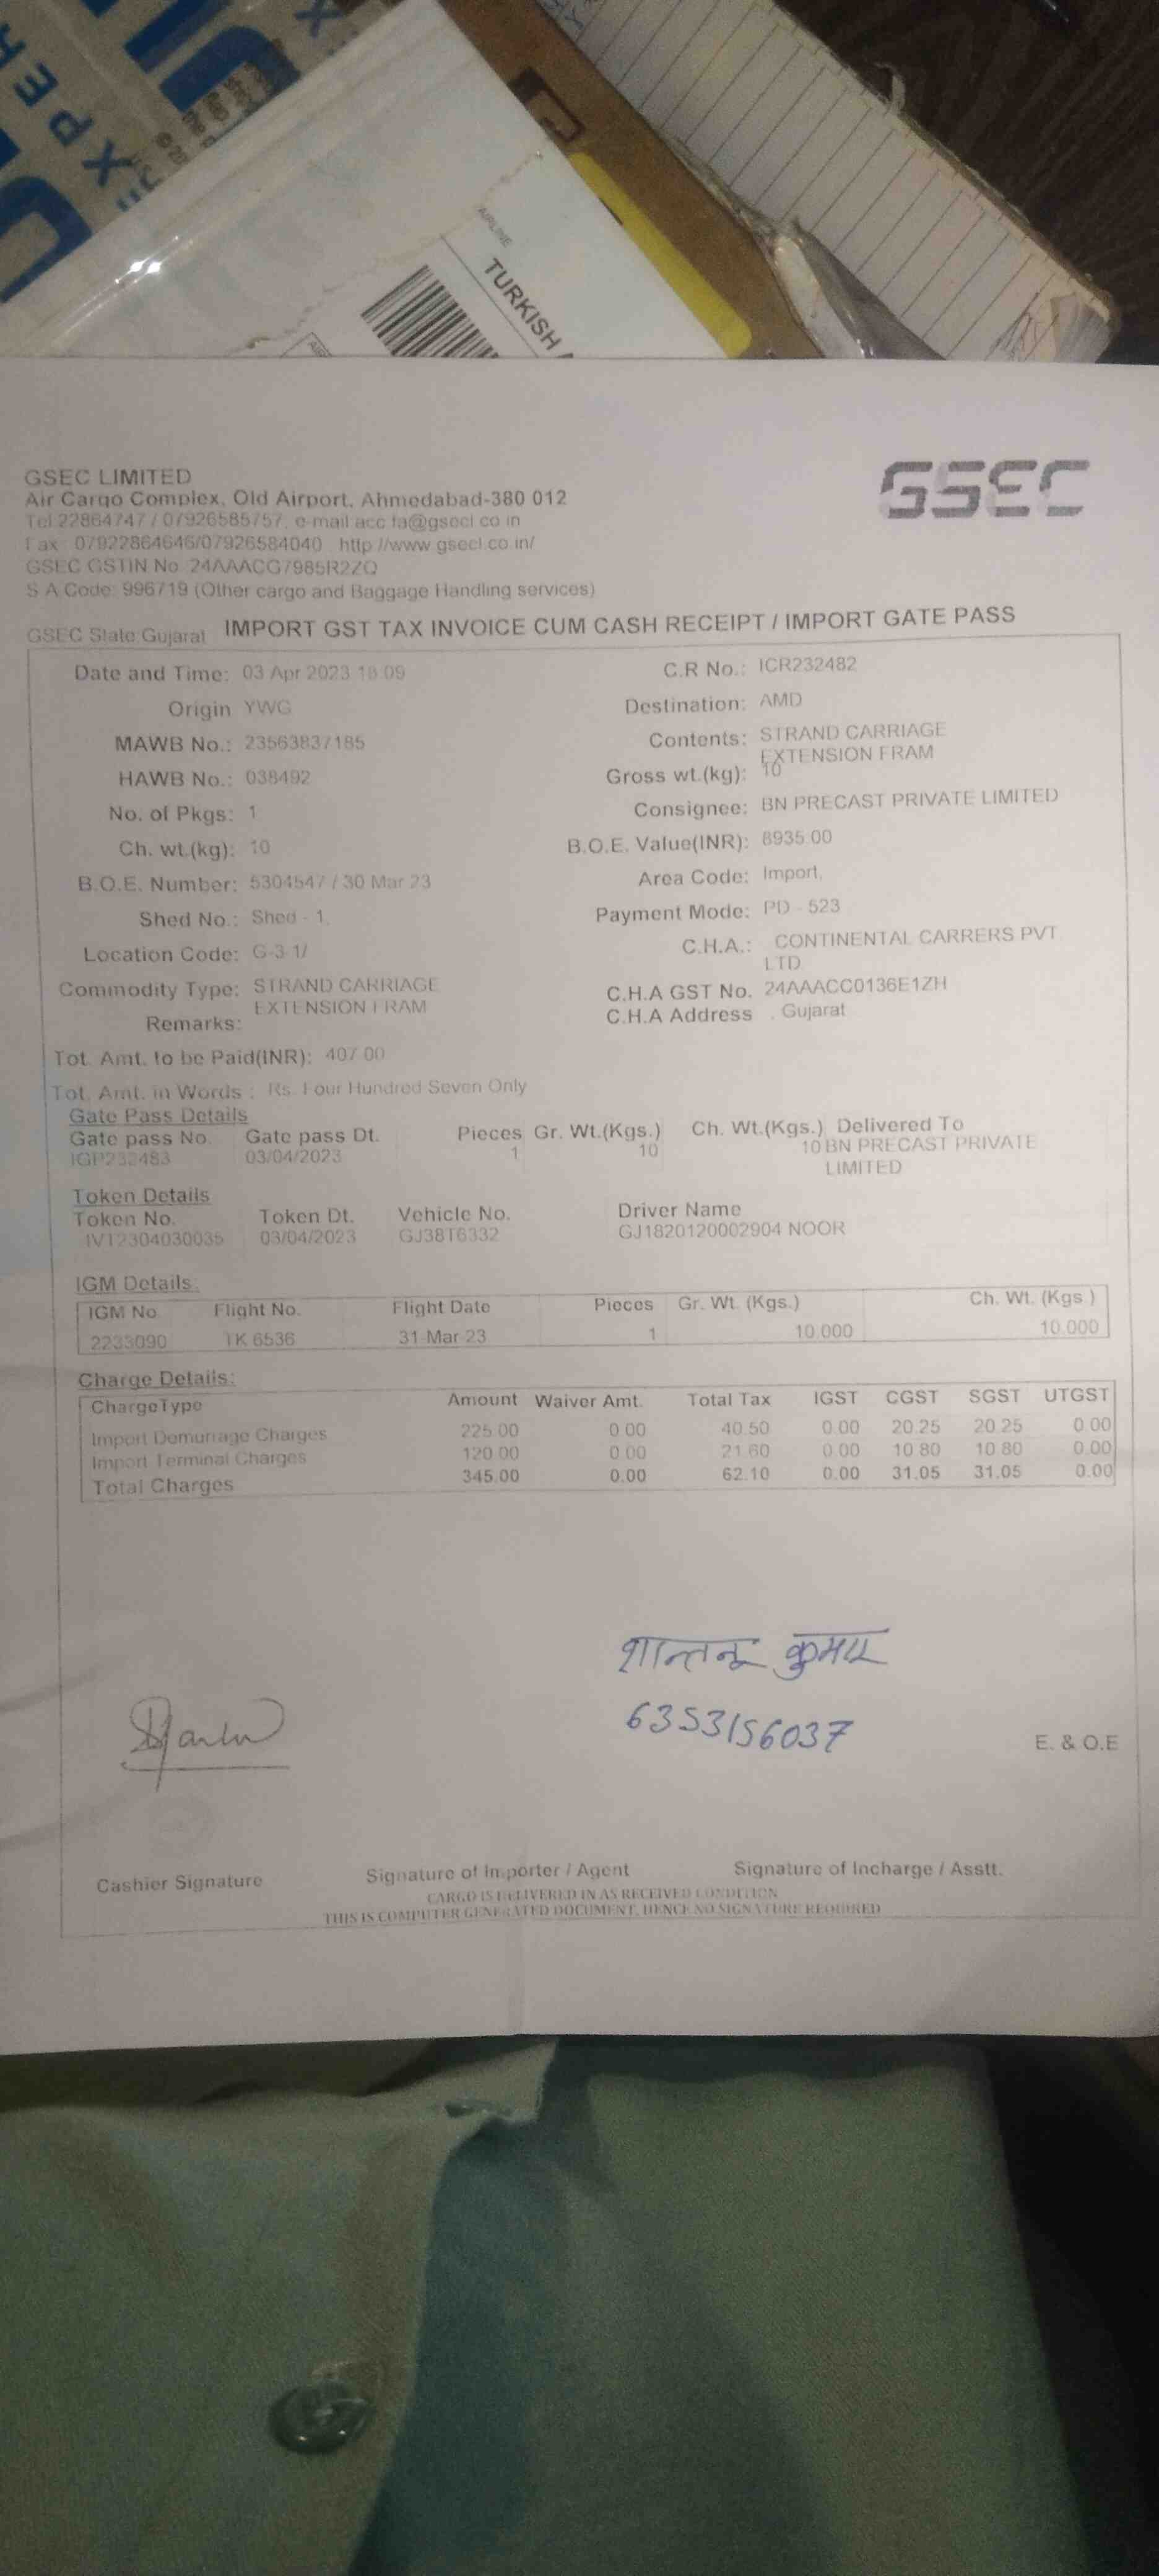 AIRLINE
TURKISH
GSEC LIMITED
GSEC
Air Cargo Complex, Old Airport, Ahmedabad-380 012
Tel 22864747 / 07926585757, e-mail acc fa@gsecl co in
Fax 07922864646/07926584040 http //www gsecl.co.in/
GSEC GSTIN No 24AAACG7985R2ZQ
S A Code: 996719 (Other cargo and Baggage Handling services)
GSEC State Gujarat IMPORT GST TAX INVOICE CUM CASH RECEIPT / IMPORT GATE PASS
Date and Time: 03 Apr 2023 18 09 C.R No.: ICR232482
Origin YWG Destination: AMD
MAWB No.: 23563837185 Contents: STRAND CARRIAGE
EXTENSION FRAM
HAWB No.: 038492 Gross wt.(kg): 10
No. of Pkgs: 1 Consignee: BN PRECAST PRIVATE LIMITED
Ch. wt.(kg): 10 B.O.E. Value(INR): 8935 00
B.O.E. Number: 5304547 / 30 Mar 23 Area Code: Import,
Shed No.: Shed - 1, Payment Mode: PD - 523
Location Code: G-3-1/ C.H.A.: CONTINENTAL CARRERS PVT
LTD
Commodity Type: STRAND CARRIAGE C.H.A GST No. 24AAACC0136E1ZH
EXTENSION FRAM C.H.A Address . Gujarat
Remarks:
Tot. Amt. to be Paid(INR): 407 00
Tot. Amt. in Words : Rs. Four Hundred Seven Only
Gate Pass Details
Gate pass No. Gate pass Dt. Pieces Gr. Wt.(Kgs.) Ch. Wt.(Kgs.) Delivered To
IGP232483 03/04/2023 1 10 10 BN PRECAST PRIVATE
LIMITED
Token Details
Token No. Token Dt. Vehicle No. Driver Name
IVT2304030035 03/04/2023 GJ38T6332 GJ1820120002904 NOOR
IGM Details:
IGM No Flight No. Flight Date Pieces Gr. Wt. (Kgs.) Ch. Wt. (Kgs )
2233090 TK 6536 31 Mar 23 1 10.000 10.000
Charge Details:
ChargeType Amount Waiver Amt. Total Tax IGST CGST SGST UTGST
Import Demurrage Charges 225 00 0 00 40.50 0.00 20.25 20 25 0 00
Import Terminal Charges 120.00 0 00 21.60 0 00 10 80 10 80 0.00
Total Charges 345.00 0.00 62.10 0.00 31.05 31.05 0.00
शान्तनू कुमार
6353156037
E. & O.E
Cashier Signature Signature of Importer / Agent Signature of Incharge / Asstt.
CARGO IS DELIVERED IN AS RECEIVED CONDITION
THIS IS COMPUTER GENERATED DOCUMENT, HENCE NO SIGNATURE REQUIRED